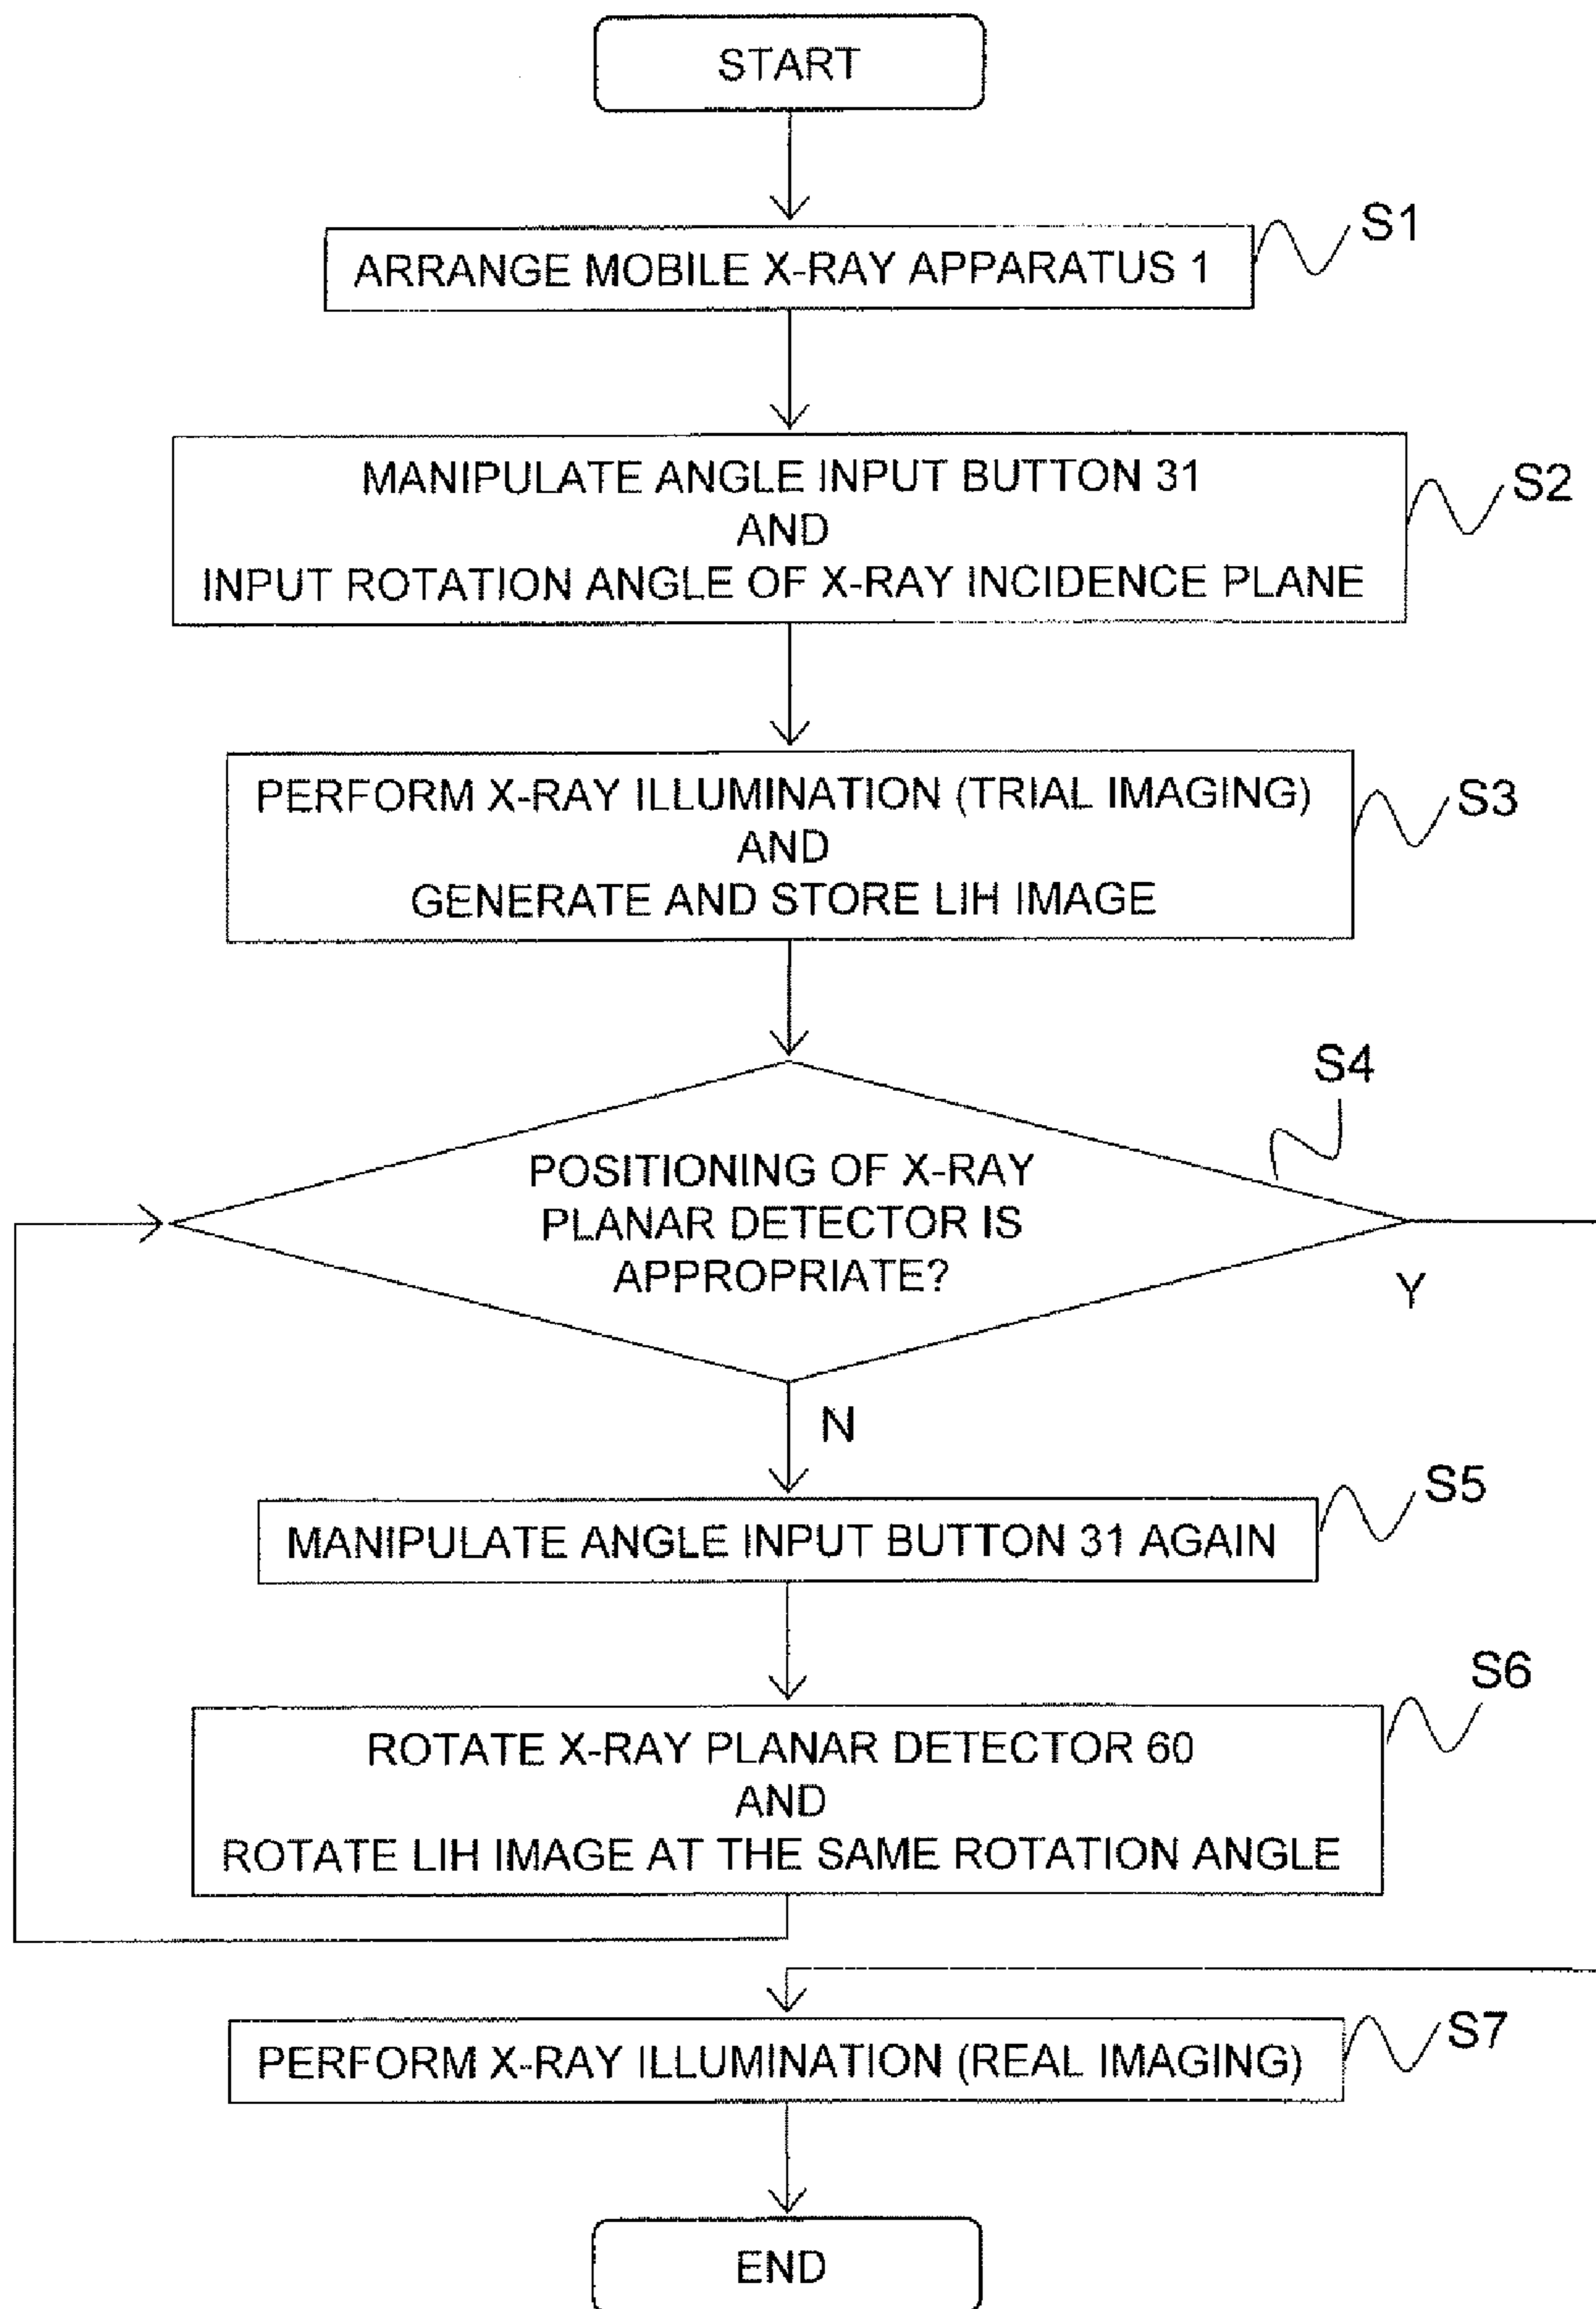 START
S1
ARRANGE MOBILE X-RAY APPARATUS 1
S2
MANIPULATE ANGLE INPUT BUTTON 31
AND
INPUT ROTATION ANGLE OF X-RAY INCIDENCE PLANE
S3
PERFORM X-RAY ILLUMINATION (TRIAL IMAGING)
AND
GENERATE AND STORE LIH IMAGE
S4
POSITIONING OF X-RAY
PLANAR DETECTOR IS
APPROPRIATE?
Y
N
S5
MANIPULATE ANGLE INPUT BUTTON 31 AGAIN
S6
ROTATE X-RAY PLANAR DETECTOR 60
AND
ROTATE LIH IMAGE AT THE SAME ROTATION ANGLE
S7
PERFORM X-RAY ILLUMINATION (REAL IMAGING)
END